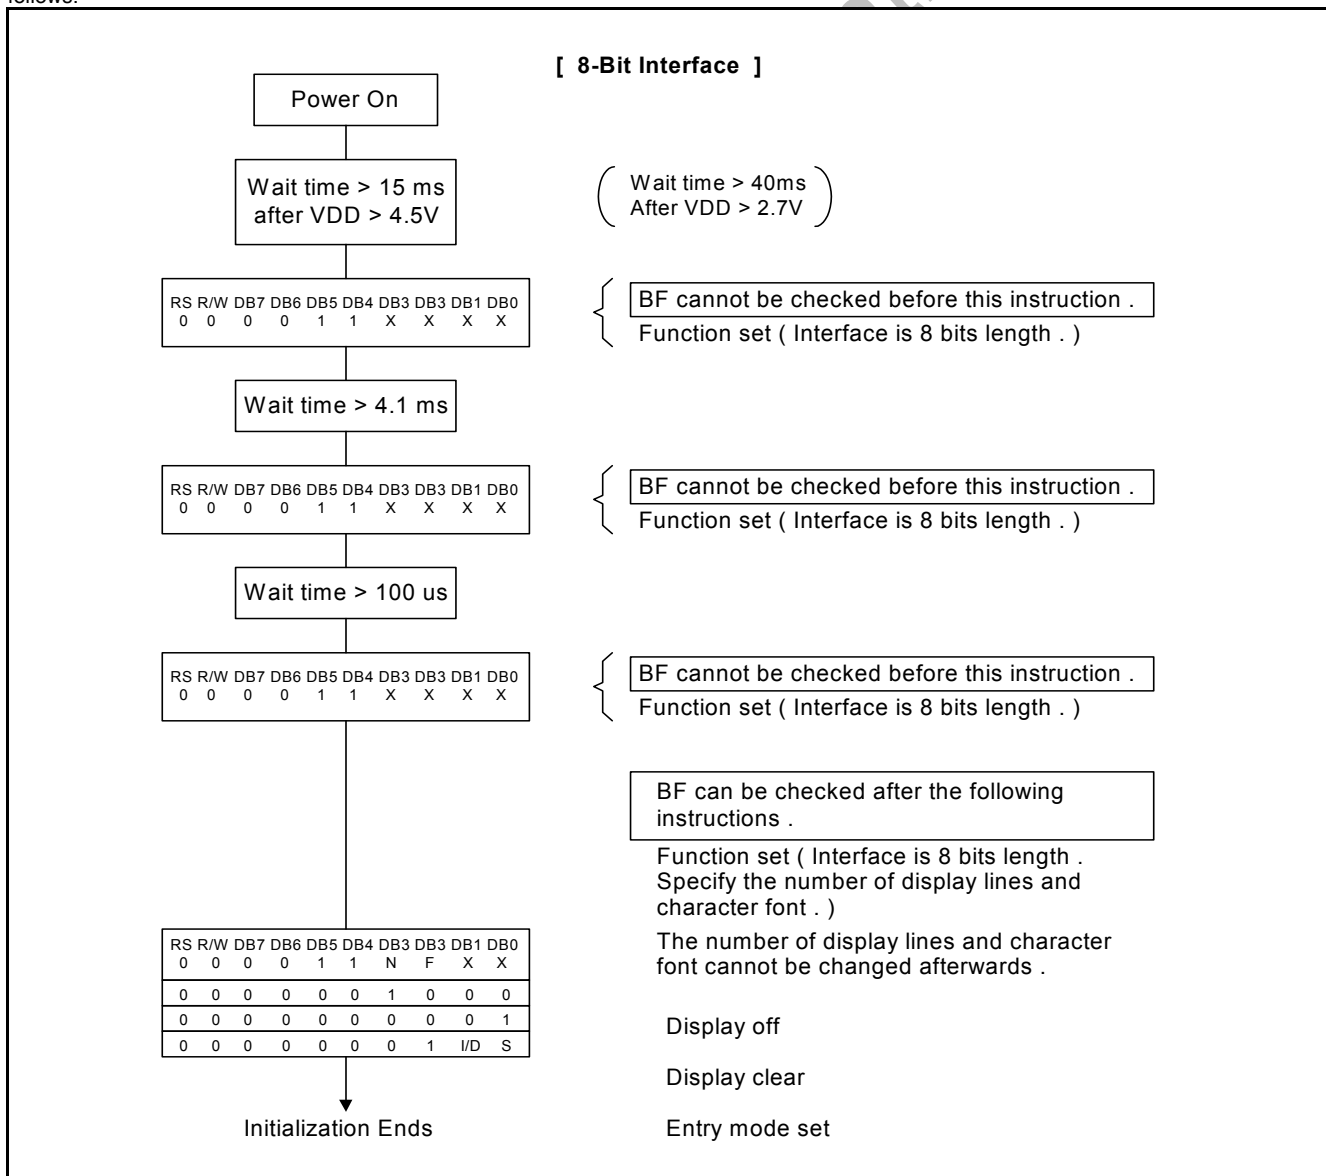 follows:
[ 8-Bit Interface ]
Power On
Wait time > 15 ms
after VDD > 4.5V
Wait time > 40ms
After VDD > 2.7V
RS R/W DB7 DB6 DB5 DB4 DB3 DB3 DB1 DB0
0 0 0 0 1 1 X X X X
BF cannot be checked before this instruction .
Function set ( Interface is 8 bits length . )
Wait time > 4.1 ms
RS R/W DB7 DB6 DB5 DB4 DB3 DB3 DB1 DB0
0 0 0 0 1 1 X X X X
BF cannot be checked before this instruction .
Function set ( Interface is 8 bits length . )
Wait time > 100 us
RS R/W DB7 DB6 DB5 DB4 DB3 DB3 DB1 DB0
0 0 0 0 1 1 X X X X
BF cannot be checked before this instruction .
Function set ( Interface is 8 bits length . )
BF can be checked after the following
instructions .
Function set ( Interface is 8 bits length .
Specify the number of display lines and
character font . )
The number of display lines and character
font cannot be changed afterwards .
RS R/W DB7 DB6 DB5 DB4 DB3 DB3 DB1 DB0
0 0 0 0 1 1 N F X X
0 0 0 0 0 0 1 0 0 0
0 0 0 0 0 0 0 0 0 1
0 0 0 0 0 0 0 1 I/D S
Display off
Display clear
Initialization Ends
Entry mode set